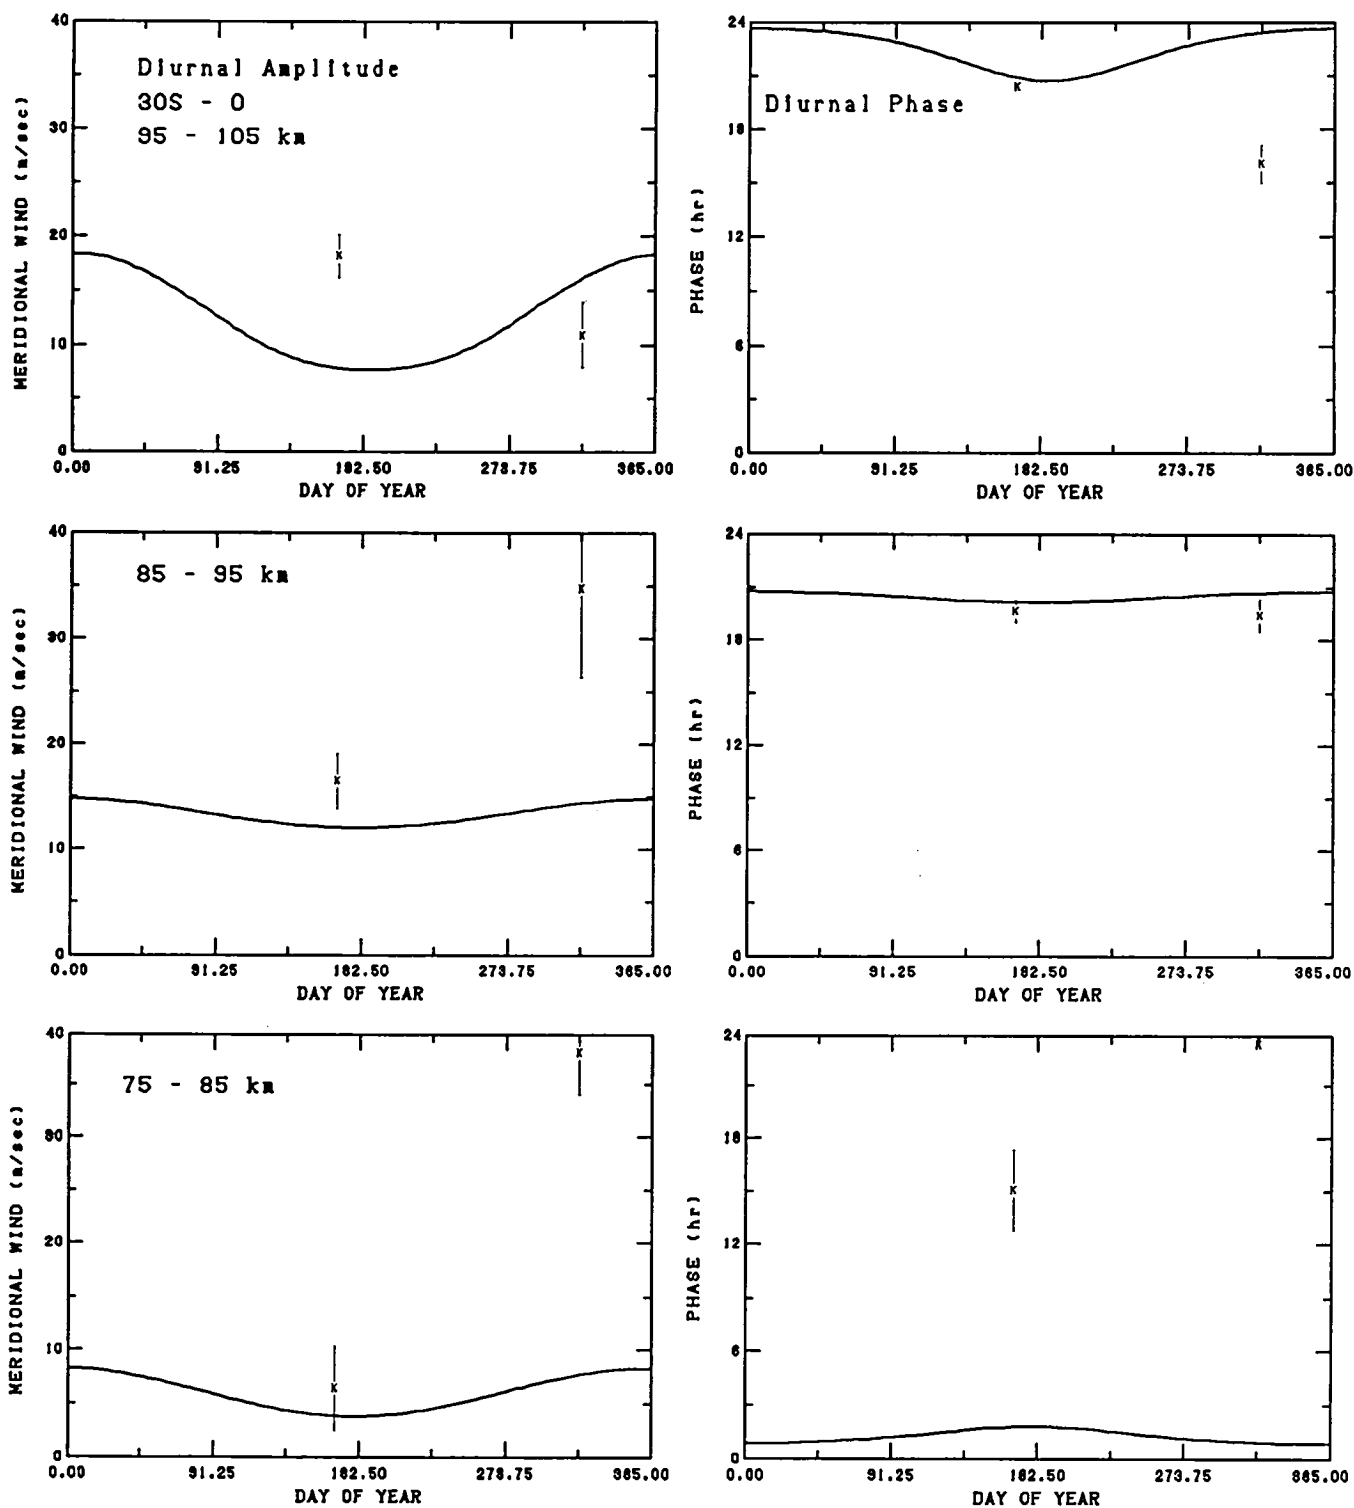 40
30
20
10
0
MERIDIONAL WIND (m/sec)
Diurnal Amplitude
30S - 0
95 - 105 km
0.00 91.25 182.50 273.75 365.00
DAY OF YEAR
24
18
12
6
0
PHASE (hr)
Diurnal Phase
0.00 91.25 182.50 273.75 365.00
DAY OF YEAR
40
30
20
10
0
MERIDIONAL WIND (m/sec)
85 - 95 km
0.00 91.25 182.50 273.75 365.00
DAY OF YEAR
24
18
12
6
0
PHASE (hr)
0.00 91.25 182.50 273.75 365.00
DAY OF YEAR
40
30
20
10
0
MERIDIONAL WIND (m/sec)
75 - 85 km
0.00 91.25 182.50 273.75 365.00
DAY OF YEAR
24
18
12
6
0
PHASE (hr)
0.00 91.25 182.50 273.75 365.00
DAY OF YEAR
K
K
K
K
K
K
K
K
K
K
K
K